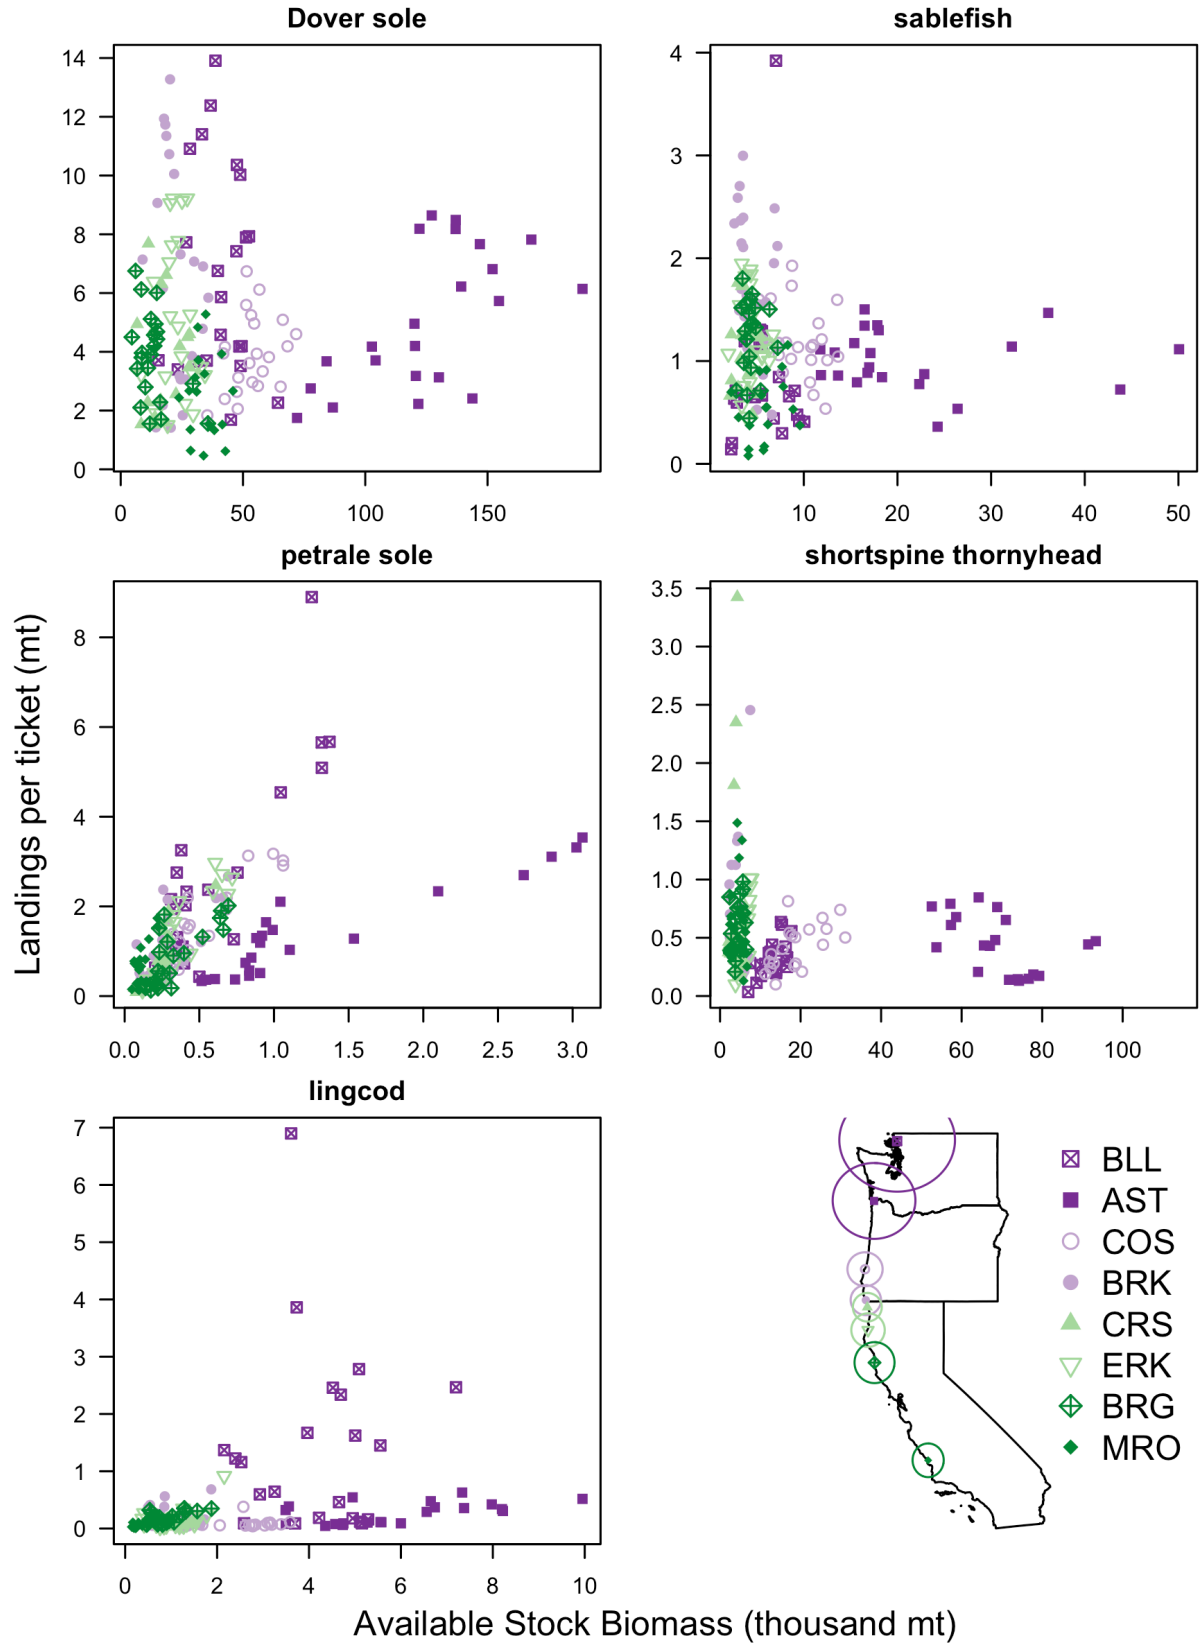 Dover sole
sablefish
14
12
10
8
6
4
2
0
0 50 100 150
4
3
2
1
0
10 20 30 40 50
petrale sole
shortspine thornyhead
8
6
4
2
0
0.0 0.5 1.0 1.5 2.0 2.5 3.0
3.5
3.0
2.5
2.0
1.5
1.0
0.5
0.0
0 20 40 60 80 100
Landings per ticket (mt)
lingcod
7
6
5
4
3
2
1
0
0 2 4 6 8 10
BLL
AST
COS
BRK
CRS
ERK
BRG
MRO
Available Stock Biomass (thousand mt)